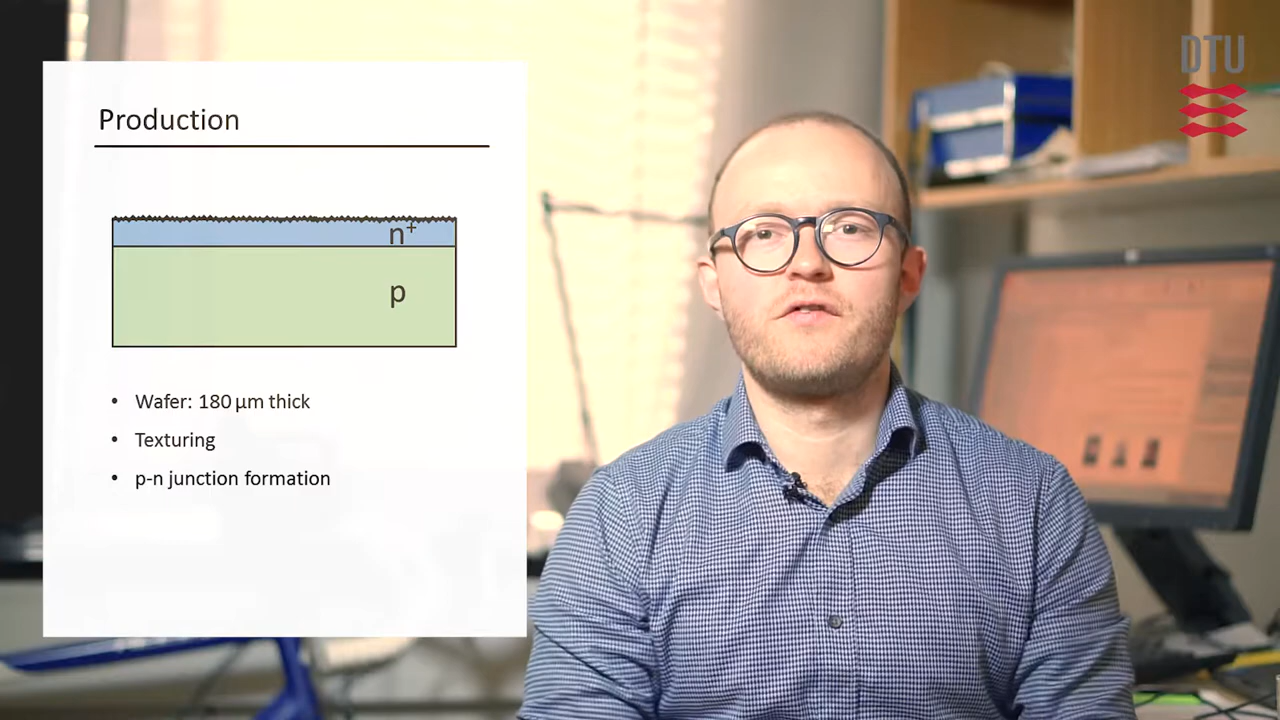 Production
n⁺
p
• Wafer: 180 µm thick
• Texturing
• p-n junction formation
DTU